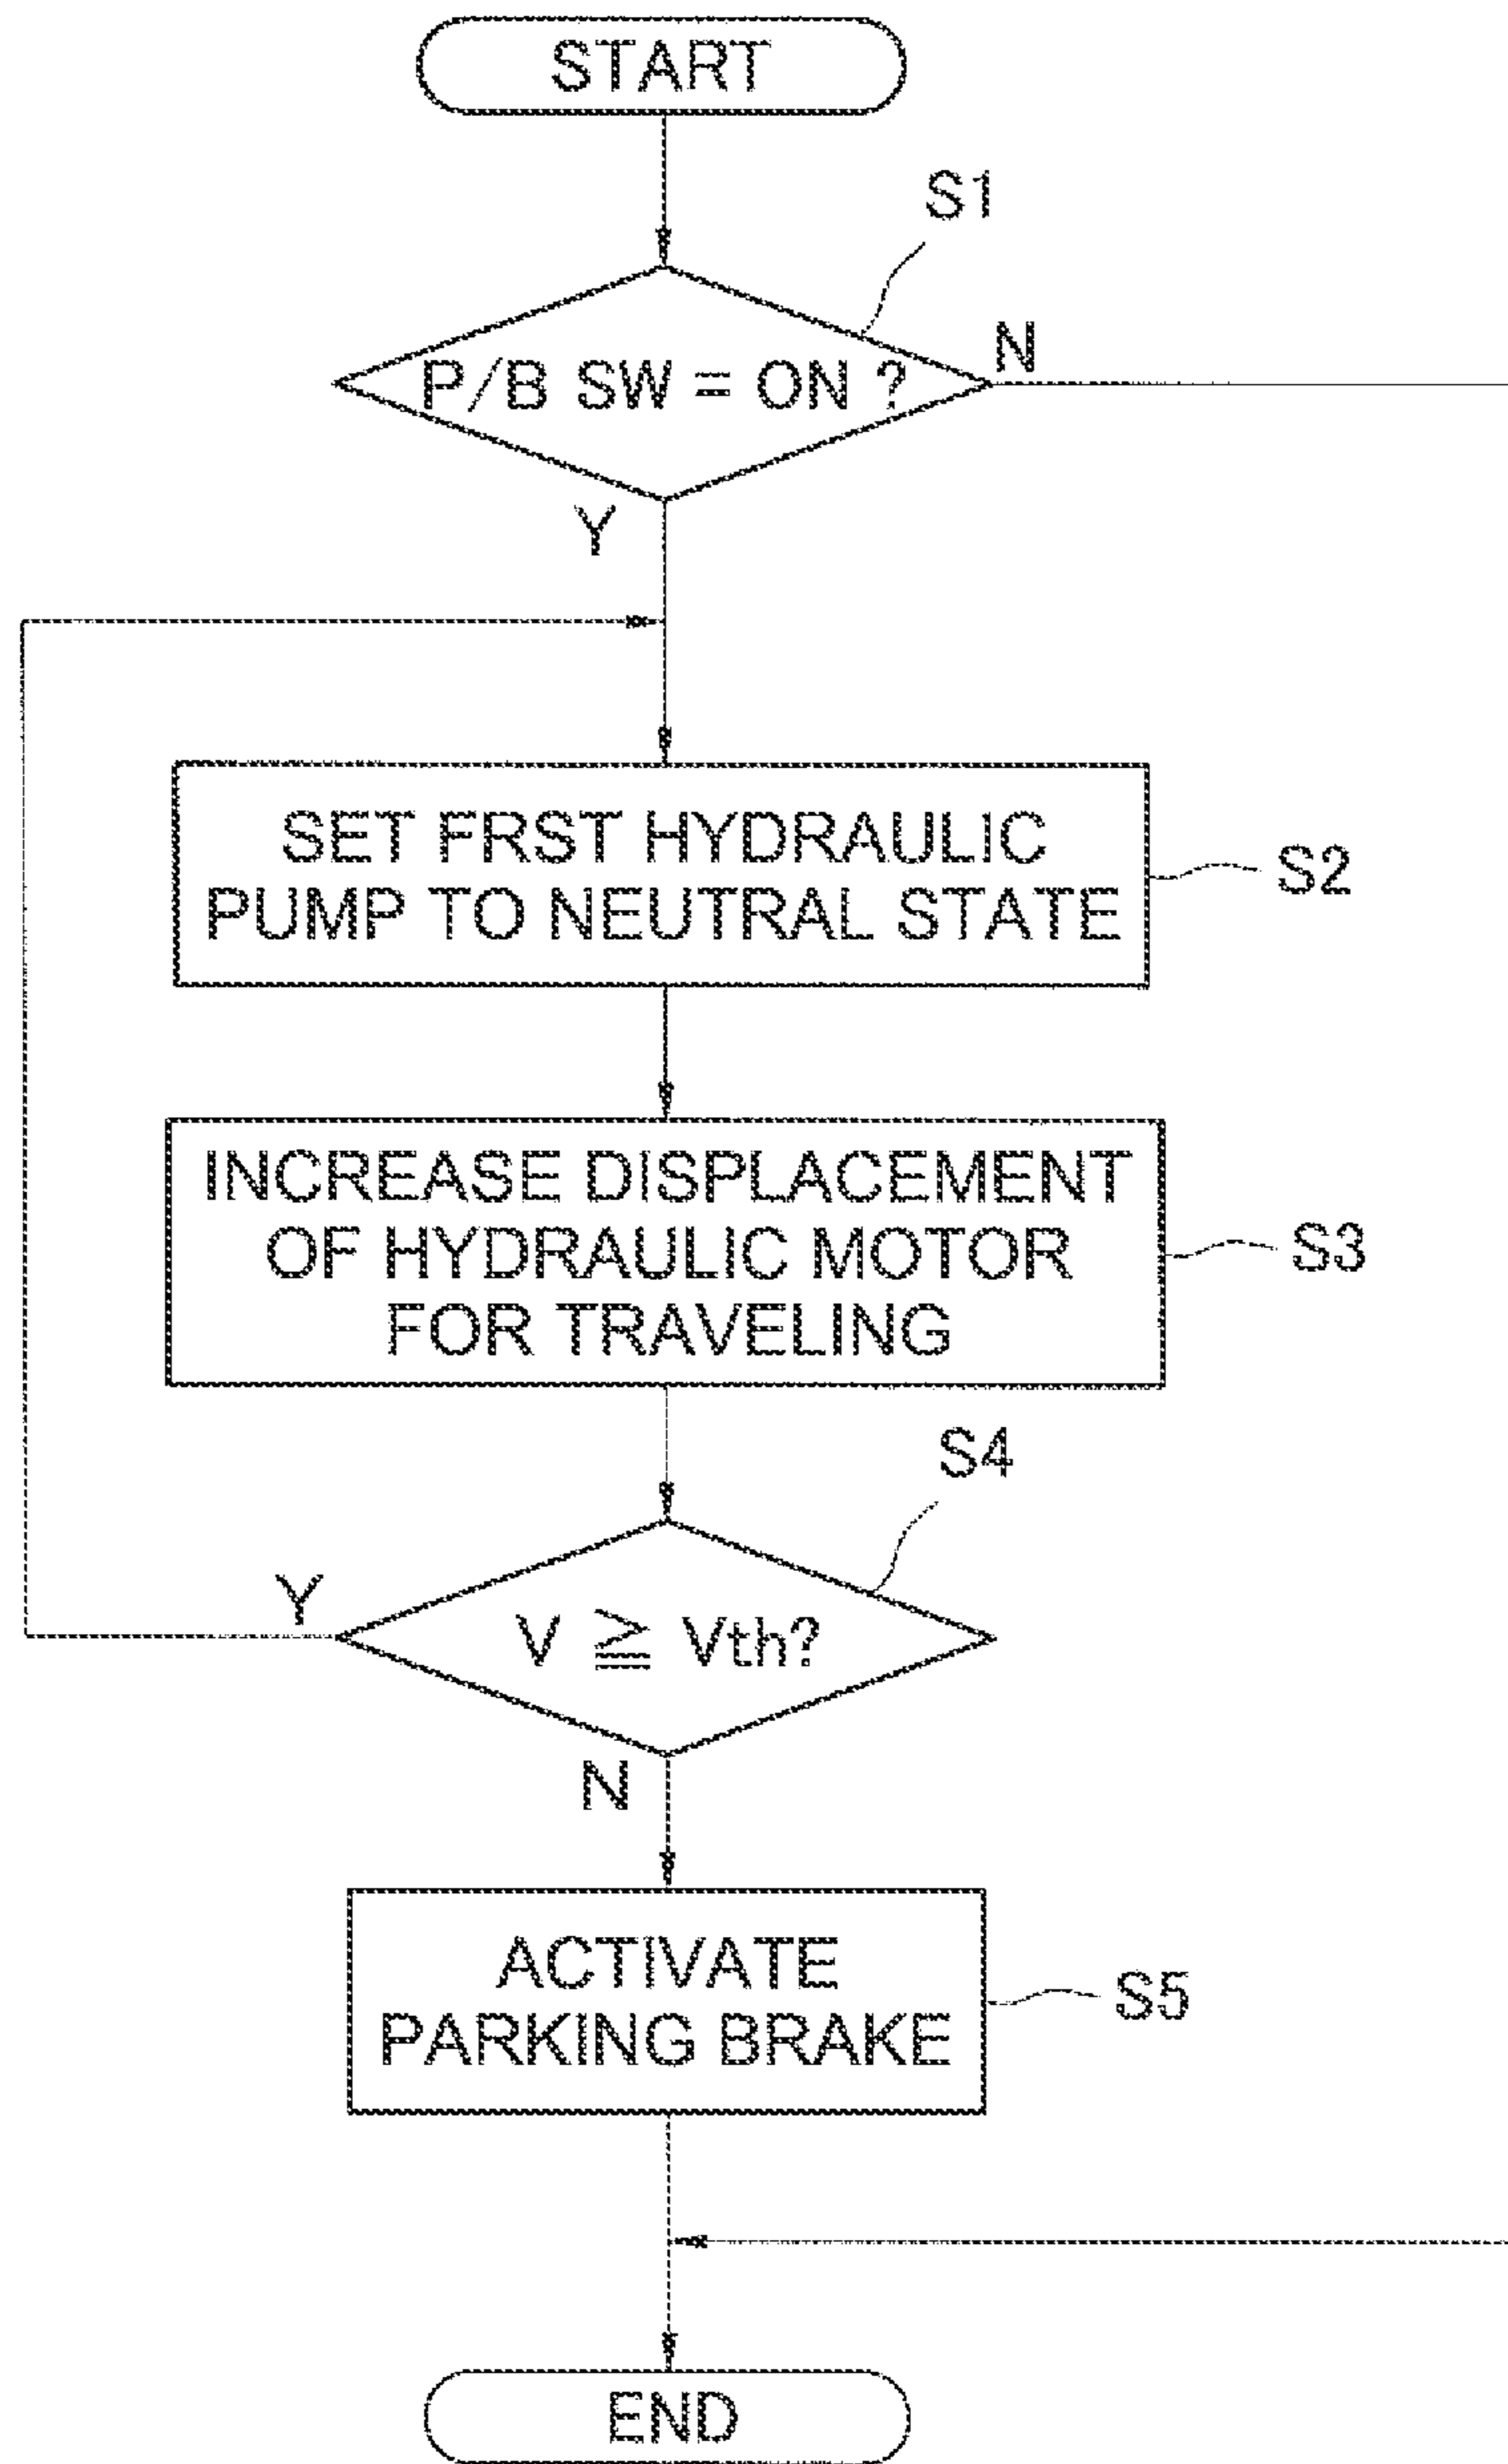 START
S1
P/B SW = ON ?
N
Y
SET FRST HYDRAULIC
PUMP TO NEUTRAL STATE
S2
INCREASE DISPLACEMENT
OF HYDRAULIC MOTOR
FOR TRAVELING
S3
S4
Y
V ≧ Vth?
N
ACTIVATE
PARKING BRAKE
S5
END